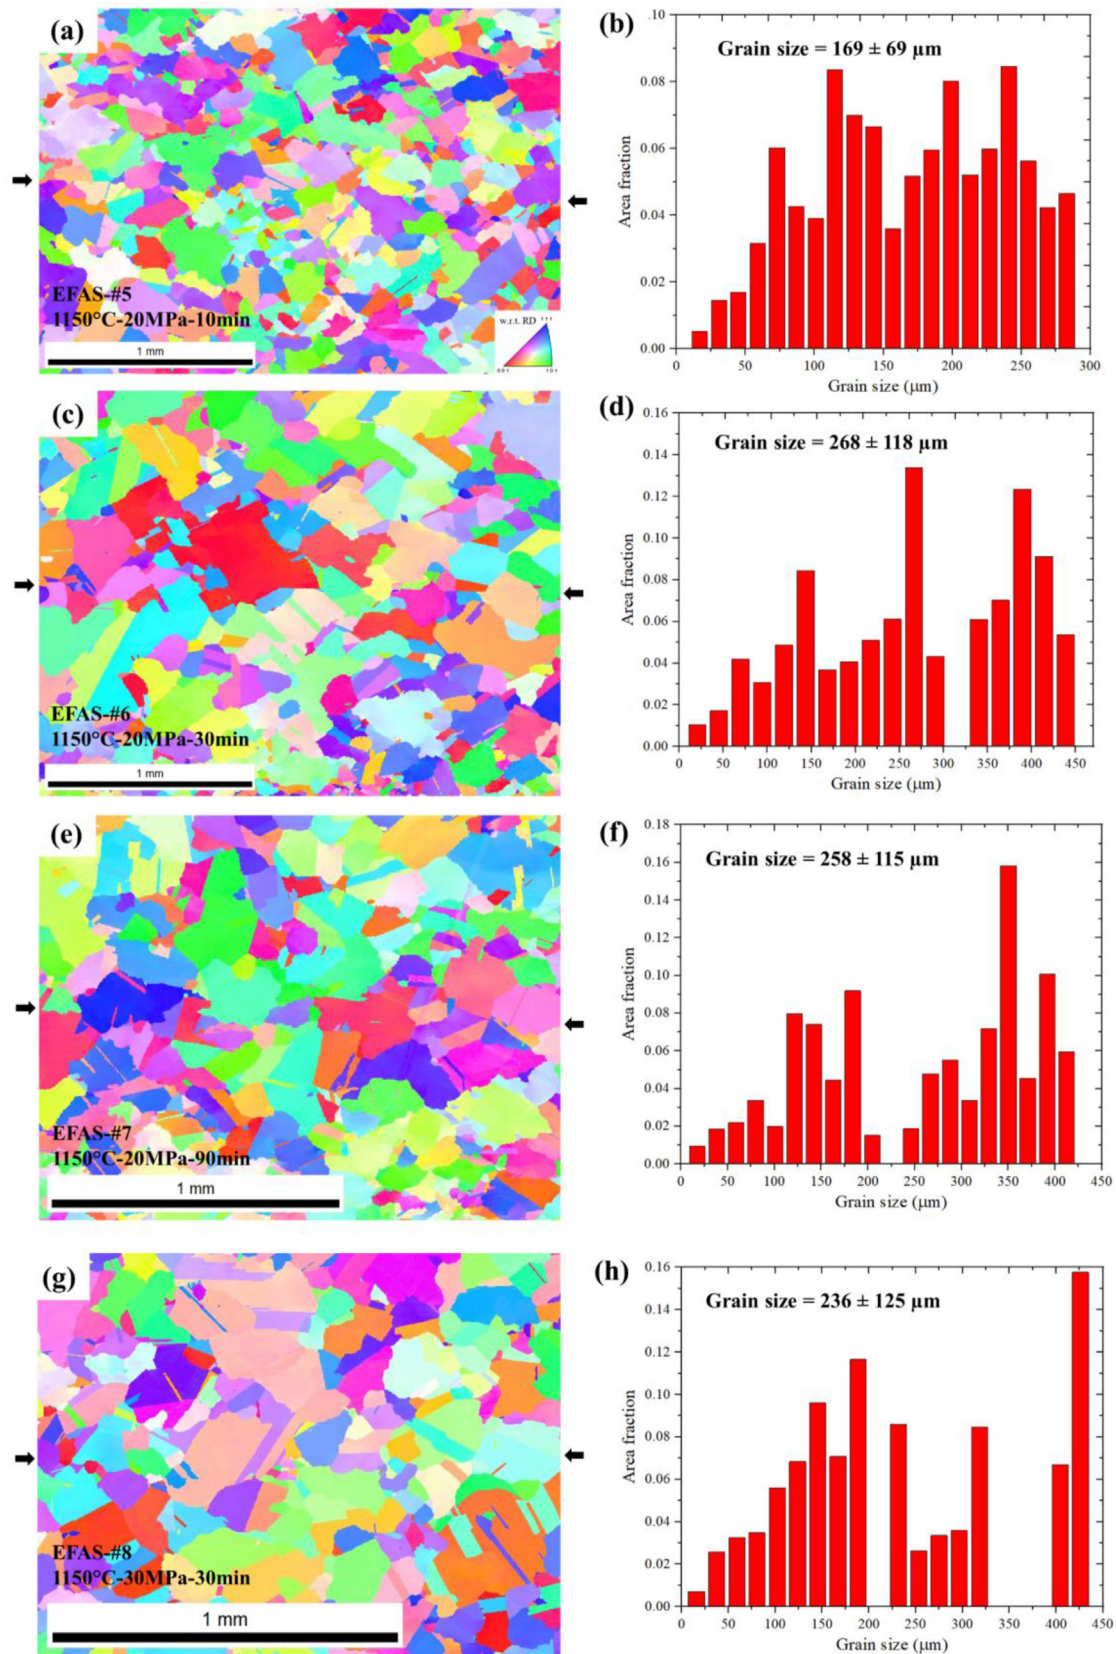 (a)
EFAS-#5
1150°C-20MPa-10min
1 mm
w.r.t. RD 111
001 101
(b)
Grain size = 169 ± 69 µm
Area fraction
.10
0.08
0.06
0.04
0.02
0.00
0 50 100 150 200 250 300
Grain size (µm)
(c)
EFAS-#6
1150°C-20MPa-30min
1 mm
(d)
Grain size = 268 ± 118 µm
Area fraction
0.16
0.14
0.12
0.10
0.08
0.06
0.04
0.02
0.00
0 50 100 150 200 250 300 350 400 450
Grain size (µm)
(e)
EFAS-#7
1150°C-20MPa-90min
1 mm
(f)
Grain size = 258 ± 115 µm
Area fraction
0.18
0.16
0.14
0.12
0.10
0.08
0.06
0.04
0.02
0.00
0 50 100 150 200 250 300 350 400 450
Grain size (µm)
(g)
EFAS-#8
1150°C-30MPa-30min
1 mm
(h)
Grain size = 236 ± 125 µm
Area fraction
0.16
0.14
0.12
0.10
0.08
0.06
0.04
0.02
0.00
50 100 150 200 250 300 350 400 450
Grain size (µm)